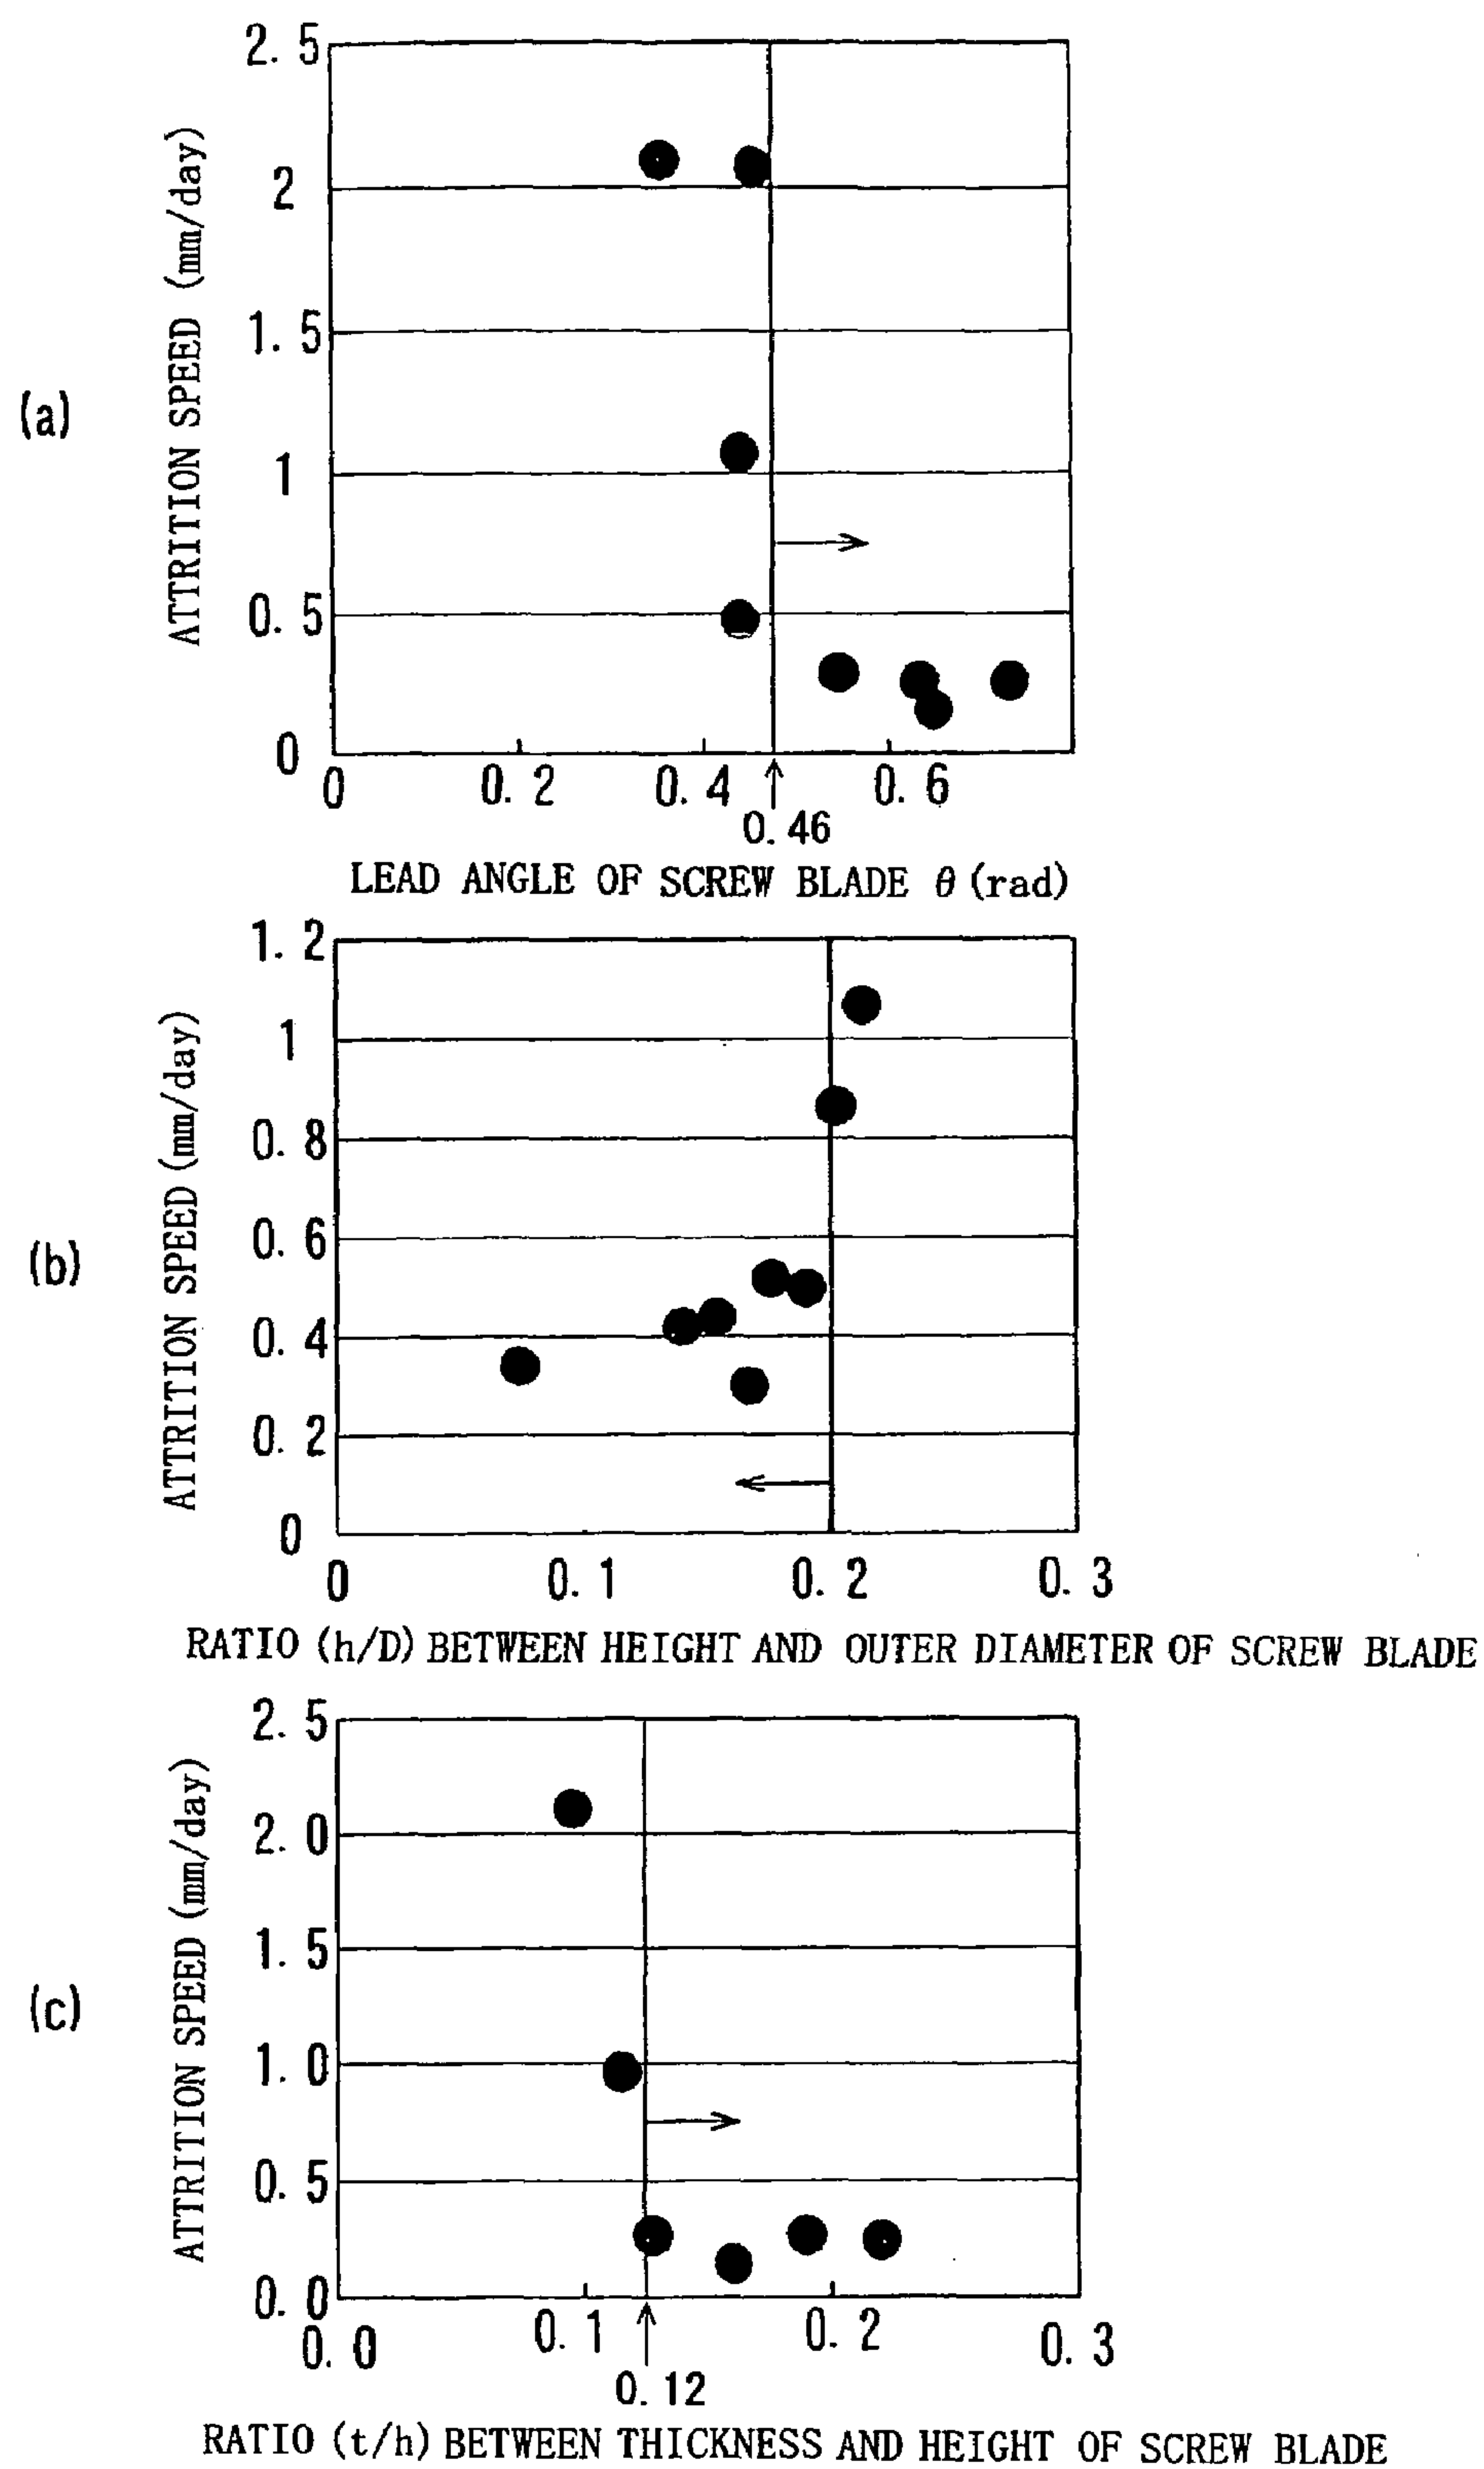 (a)
ATTRITION SPEED (mm/day)
2.5
2
1.5
1
0.5
0
0 0.2 0.4 0.6
0.46
LEAD ANGLE OF SCREW BLADE θ (rad)
(b)
ATTRITION SPEED (mm/day)
1.2
1
0.8
0.6
0.4
0.2
0
0 0.1 0.2 0.3
RATIO (h/D) BETWEEN HEIGHT AND OUTER DIAMETER OF SCREW BLADE
(c)
ATTRITION SPEED (mm/day)
2.5
2.0
1.5
1.0
0.5
0.0
0.0 0.1 0.2 0.3
0.12
RATIO (t/h) BETWEEN THICKNESS AND HEIGHT OF SCREW BLADE